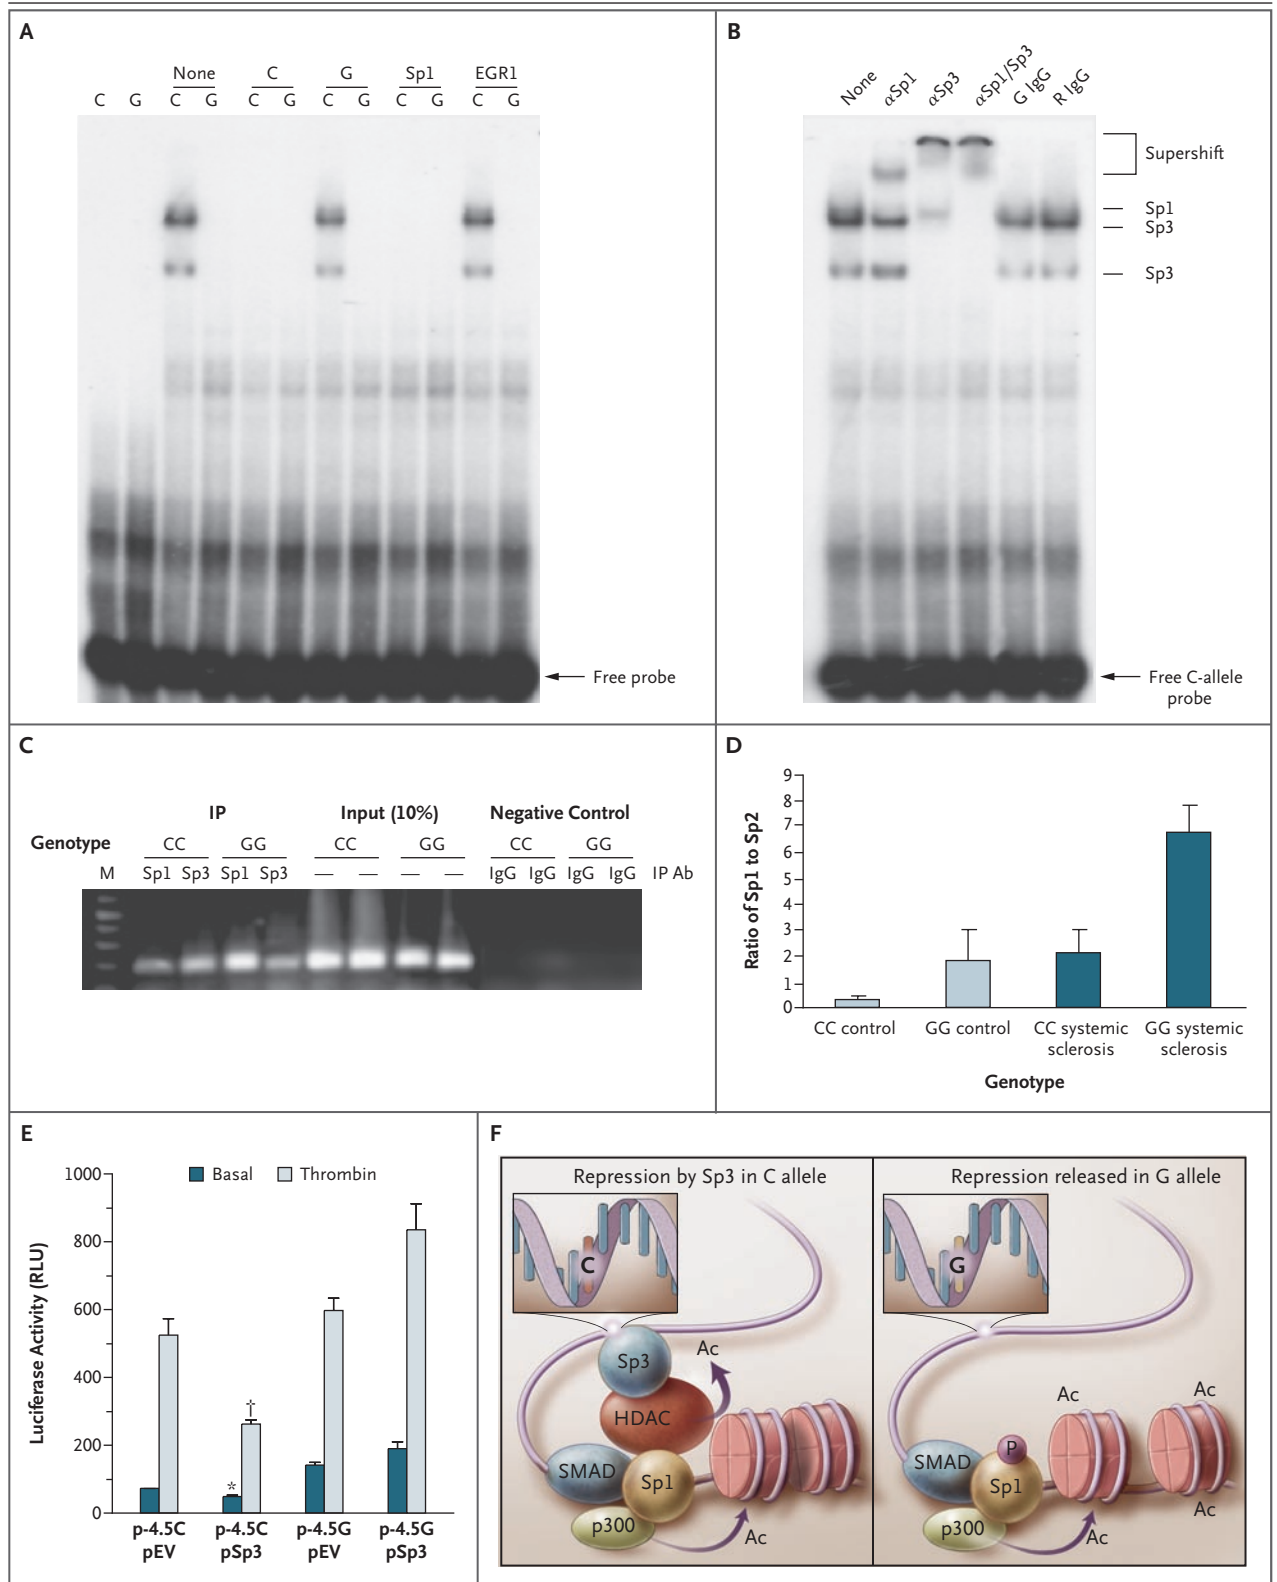 A
None C G Sp1 EGR1
C G C G C G C G C G C G
Free probe
B
None αSp1 αSp3 αSp1/Sp3 G IgG R IgG
Supershift
Sp1
Sp3
Sp3
Free C-allele
probe
C
IP Input (10%) Negative Control
Genotype CC GG CC GG CC GG
M Sp1 Sp3 Sp1 Sp3 — — — — IgG IgG IgG IgG IP Ab
D
Ratio of Sp1 to Sp2
9
8
7
6
5
4
3
2
1
0
CC control GG control CC systemic sclerosis GG systemic sclerosis
Genotype
E
Basal Thrombin
Luciferase Activity (RLU)
1000
800
600
400
200
0
*
†
p-4.5C p-4.5C p-4.5G p-4.5G
pEV pSp3 pEV pSp3
F
Repression by Sp3 in C allele
C
Sp3
Ac
HDAC
SMAD
Sp1
p300
Ac
Repression released in G allele
G
Ac
Ac
P
SMAD
Sp1
Ac
p300
Ac